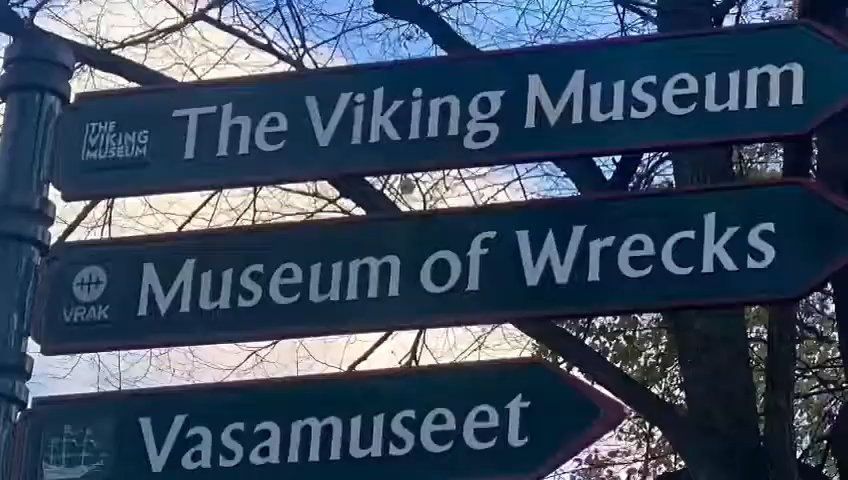 THE
VIKING
MUSEUM
The Viking Museum
VRAK
Museum of Wrecks
Vasamuseet